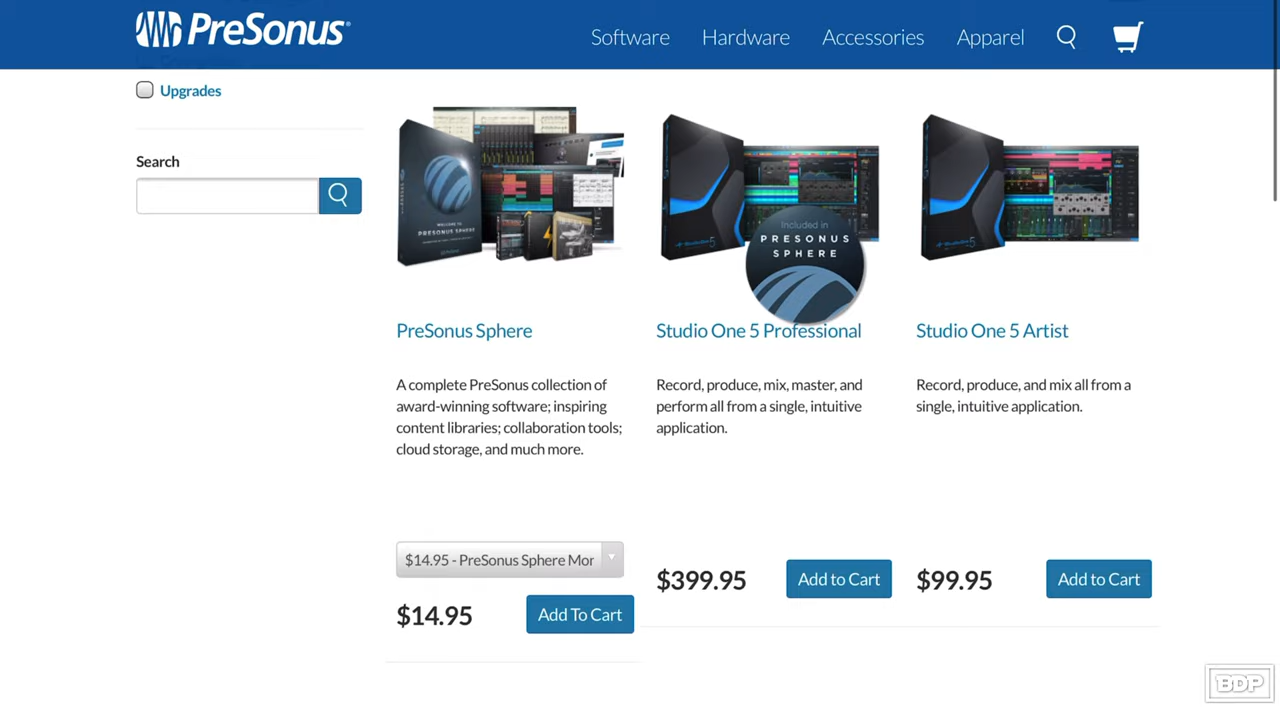 PreSonus
Software
Hardware
Accessories
Apparel
Upgrades
Search
WELCOME TO
PRESONUS SPHERE
Included in
PRESONUS
SPHERE
PreSonus Sphere
A complete PreSonus collection of
award-winning software; inspiring
content libraries; collaboration tools;
cloud storage, and much more.
$14.95 - PreSonus Sphere Mor
$14.95
Add To Cart
Studio One 5 Professional
Record, produce, mix, master, and
perform all from a single, intuitive
application.
$399.95
Add to Cart
Studio One 5 Artist
Record, produce, and mix all from a
single, intuitive application.
$99.95
Add to Cart
BDP